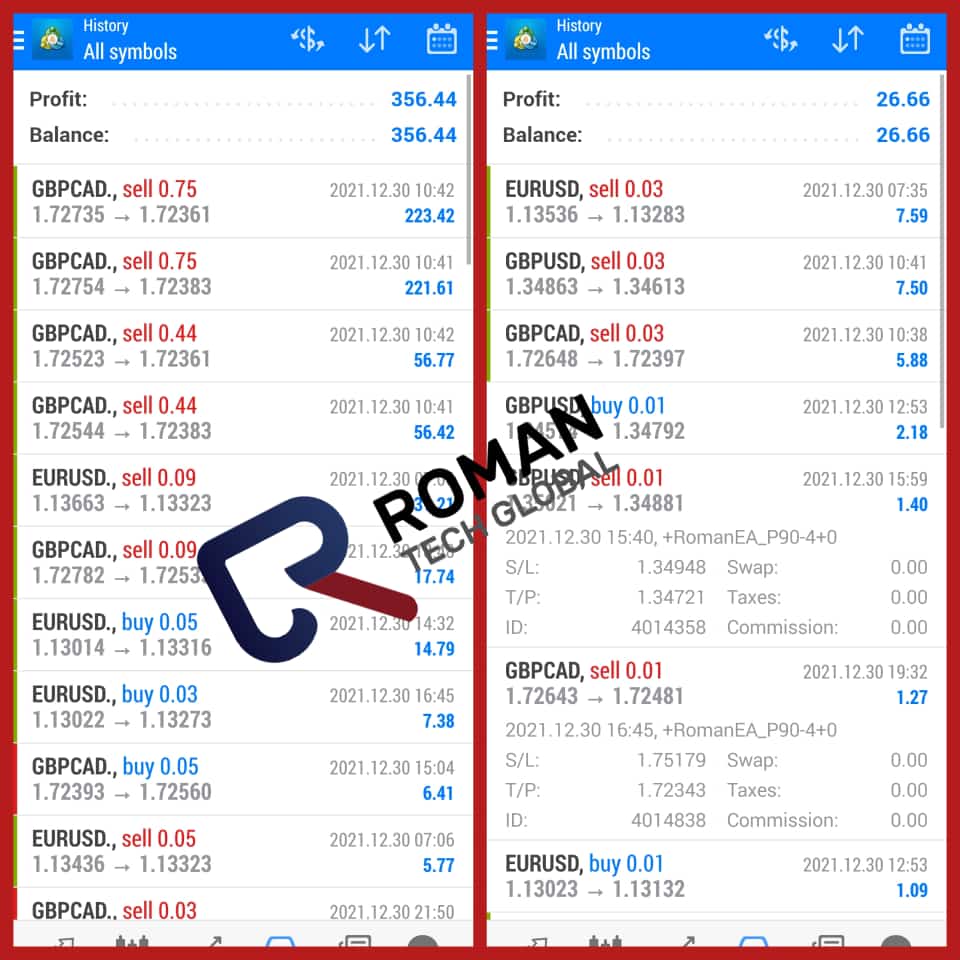 History
All symbols
Profit: 356.44
Balance: 356.44
GBPCAD., sell 0.75 2021.12.30 10:42
1.72735 → 1.72361 223.42
GBPCAD., sell 0.75 2021.12.30 10:41
1.72754 → 1.72383 221.61
GBPCAD., sell 0.44 2021.12.30 10:42
1.72523 → 1.72361 56.77
GBPCAD., sell 0.44 2021.12.30 10:41
1.72544 → 1.72383 56.42
EURUSD., sell 0.09
1.13663 → 1.13323
GBPCAD., sell 0.09
1.72782 → 17.74
EURUSD., buy 0.05 2021.12.30 14:32
1.13014 → 1.13316 14.79
EURUSD., buy 0.03 2021.12.30 16:45
1.13022 → 1.13273 7.38
GBPCAD., buy 0.05 2021.12.30 15:04
1.72393 → 1.72560 6.41
EURUSD., sell 0.05 2021.12.30 07:06
1.13436 → 1.13323 5.77
GBPCAD., sell 0.03 2021.12.30 21:50
History
All symbols
Profit: 26.66
Balance: 26.66
EURUSD, sell 0.03 2021.12.30 07:35
1.13536 → 1.13283 7.59
GBPUSD, sell 0.03 2021.12.30 10:41
1.34863 → 1.34613 7.50
GBPCAD, sell 0.03 2021.12.30 10:38
1.72648 → 1.72397 5.88
GBPUSD, buy 0.01 2021.12.30 12:53
→ 1.34792 2.18
GBPUSD, sell 0.01 2021.12.30 15:59
→ 1.34881 1.40
2021.12.30 15:40, +RomanEA_P90-4+0
S/L: 1.34948 Swap: 0.00
T/P: 1.34721 Taxes: 0.00
ID: 4014358 Commission: 0.00
GBPCAD, sell 0.01 2021.12.30 19:32
1.72643 → 1.72481 1.27
2021.12.30 16:45, +RomanEA_P90-4+0
S/L: 1.75179 Swap: 0.00
T/P: 1.72343 Taxes: 0.00
ID: 4014838 Commission: 0.00
EURUSD, buy 0.01 2021.12.30 12:53
1.13023 → 1.13132 1.09
ROMAN
TECH GLOBAL